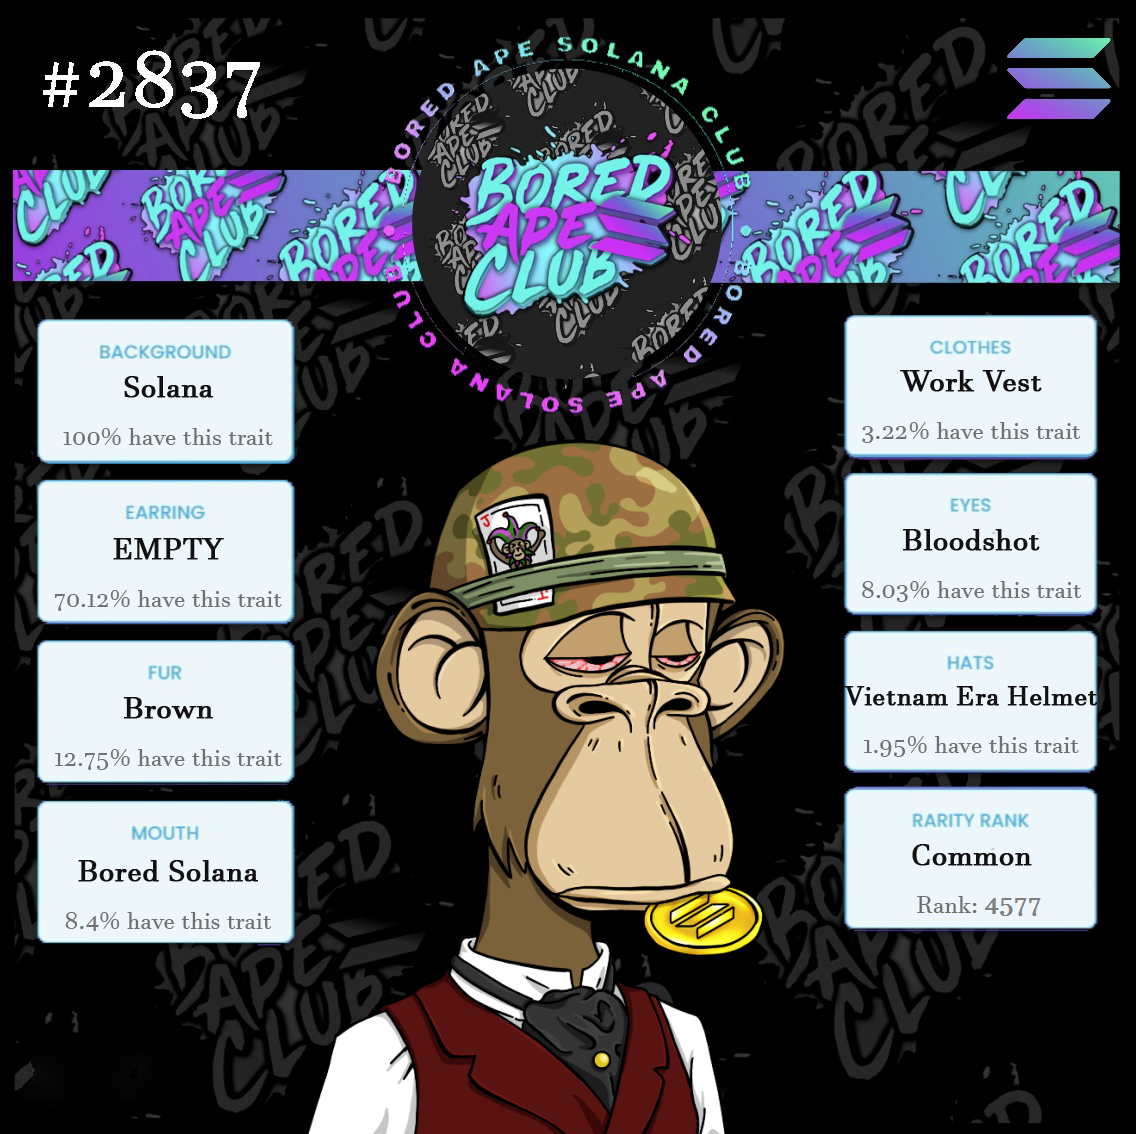 #2837
BORED APE SOLANA CLUB
BORED APE SOLANA CLUB
BORED
APE
CLUB
BACKGROUND
Solana
100% have this trait
EARRING
EMPTY
70.12% have this trait
FUR
Brown
12.75% have this trait
MOUTH
Bored Solana
8.4% have this trait
CLOTHES
Work Vest
3.22% have this trait
EYES
Bloodshot
8.03% have this trait
HATS
Vietnam Era Helmet
1.95% have this trait
RARITY RANK
Common
Rank: 4577
J
J